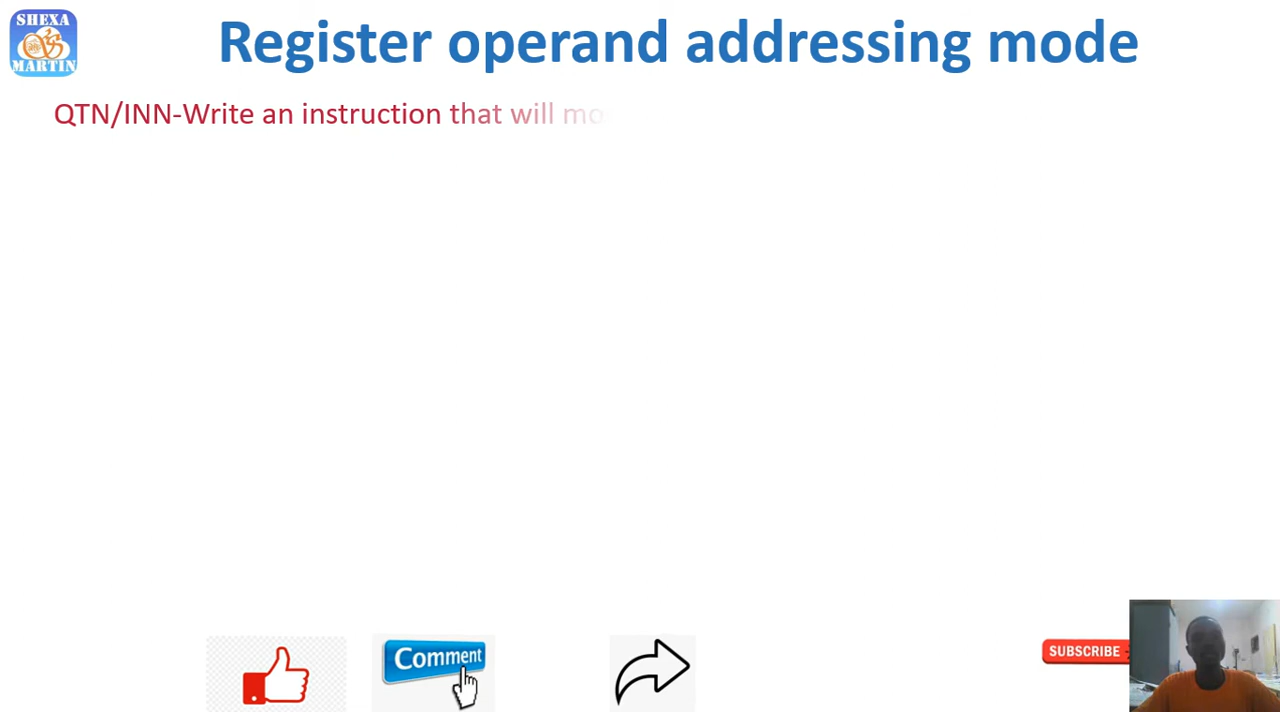 SHEXA
MARTIN
Register operand addressing mode
QTN/INN-Write an instruction that will
Comment
SUBSCRIBE